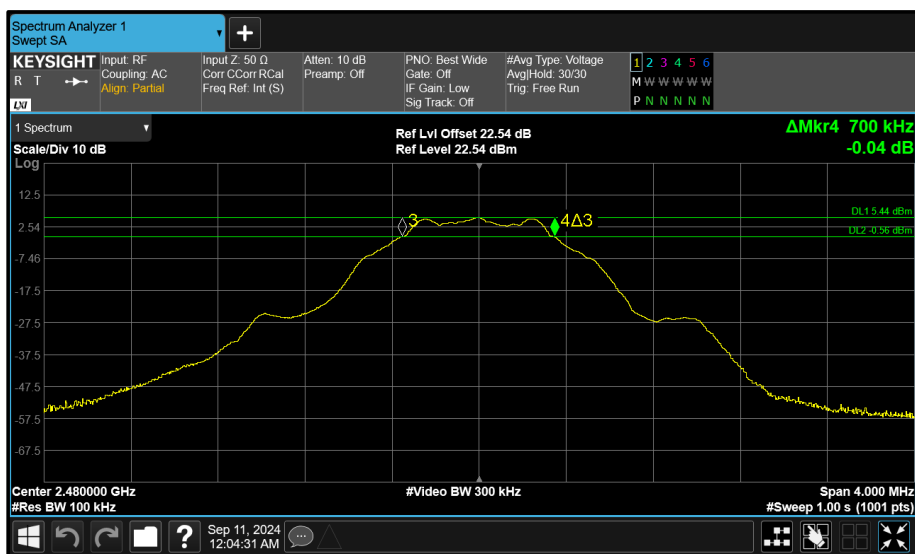 Spectrum Analyzer 1
Swept SA
KEYSIGHT
R T
LXI
Input: RF
Coupling: AC
Align: Partial
Input Z: 50 Ω
Corr CCorr RCal
Freq Ref: Int (S)
Atten: 10 dB
Preamp: Off
PNO: Best Wide
Gate: Off
IF Gain: Low
Sig Track: Off
#Avg Type: Voltage
Avg|Hold: 30/30
Trig: Free Run
1 2 3 4 5 6
M W W W W W
P N N N N N
1 Spectrum
Scale/Div 10 dB
Ref Lvl Offset 22.54 dB
Ref Level 22.54 dBm
ΔMkr4 700 kHz
-0.04 dB
Log
12.5
2.54
-7.46
-17.5
-27.5
-37.5
-47.5
-57.5
-67.5
3
4Δ3
DL1 5.44 dBm
DL2 -0.56 dBm
Center 2.480000 GHz
#Res BW 100 kHz
#Video BW 300 kHz
Span 4.000 MHz
#Sweep 1.00 s (1001 pts)
?
Sep 11, 2024
12:04:31 AM